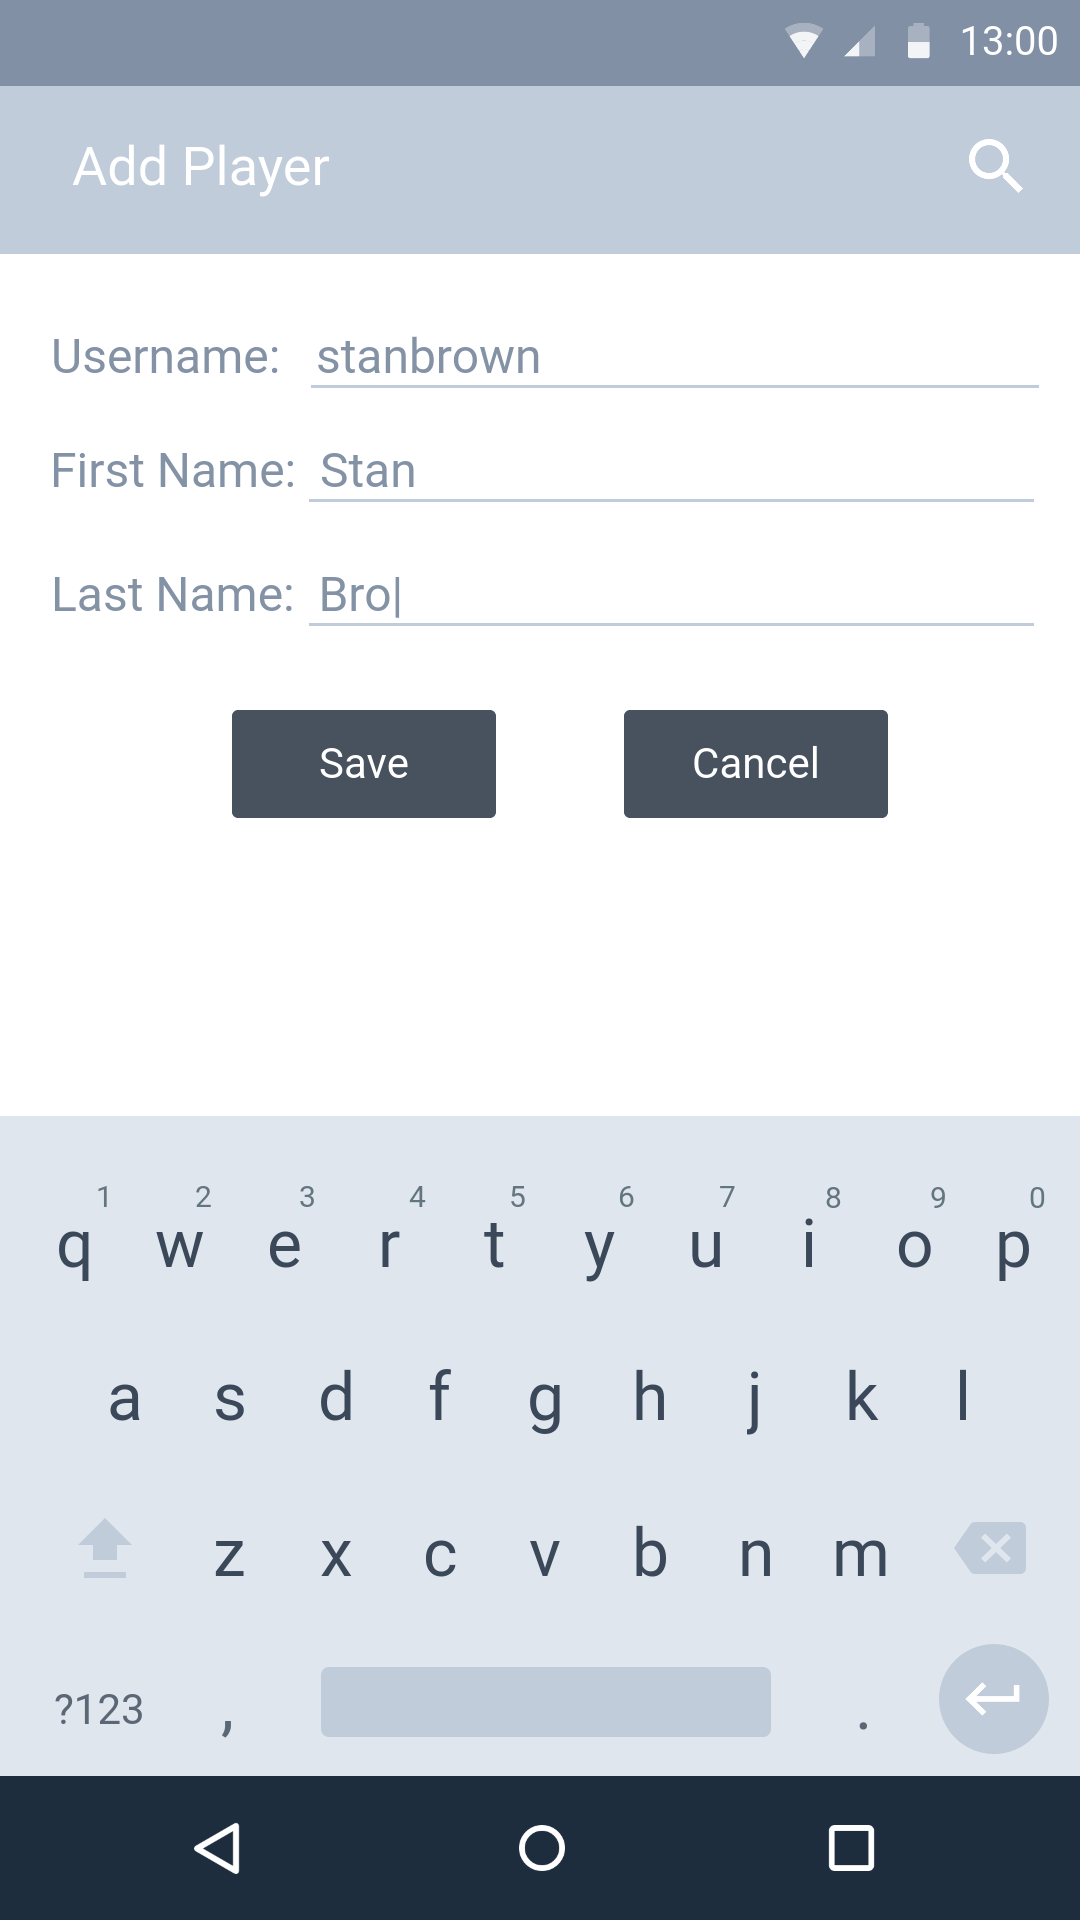 13:00
Add Player
Username: stanbrown
First Name: Stan
Last Name: Bro|
Save Cancel
1 2 3 4 5 6 7 8 9 0
q w e r t y u i o p
a s d f g h j k l
z x c v b n m
?123 , .